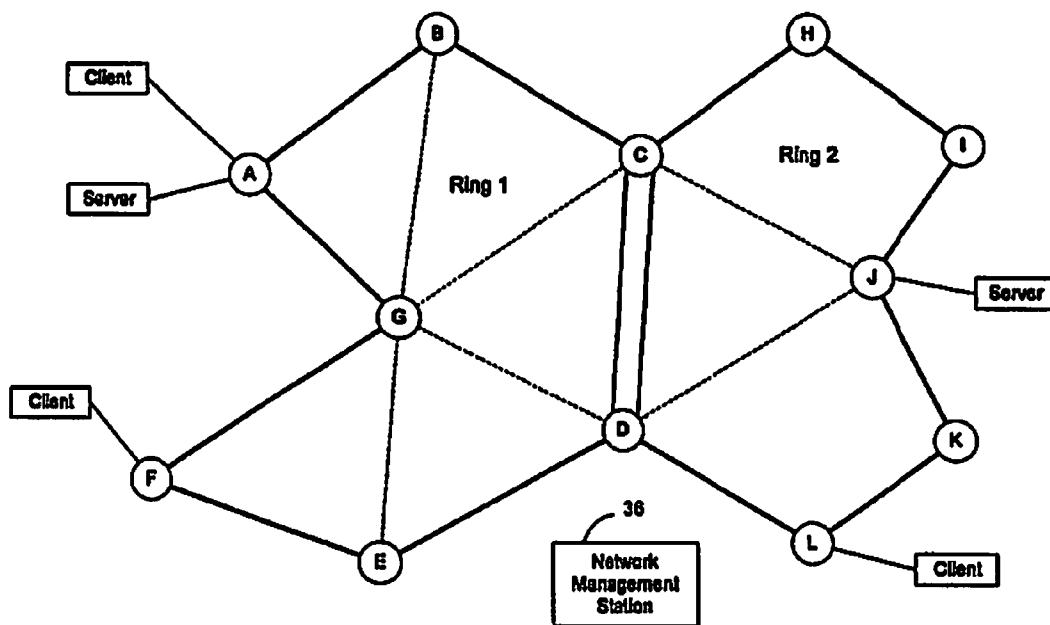 B
H
Client
A
Server
Ring 1
C
Ring 2
I
G
J
Server
Client
F
D
K
E
36
Network
Management
Station
L
Client